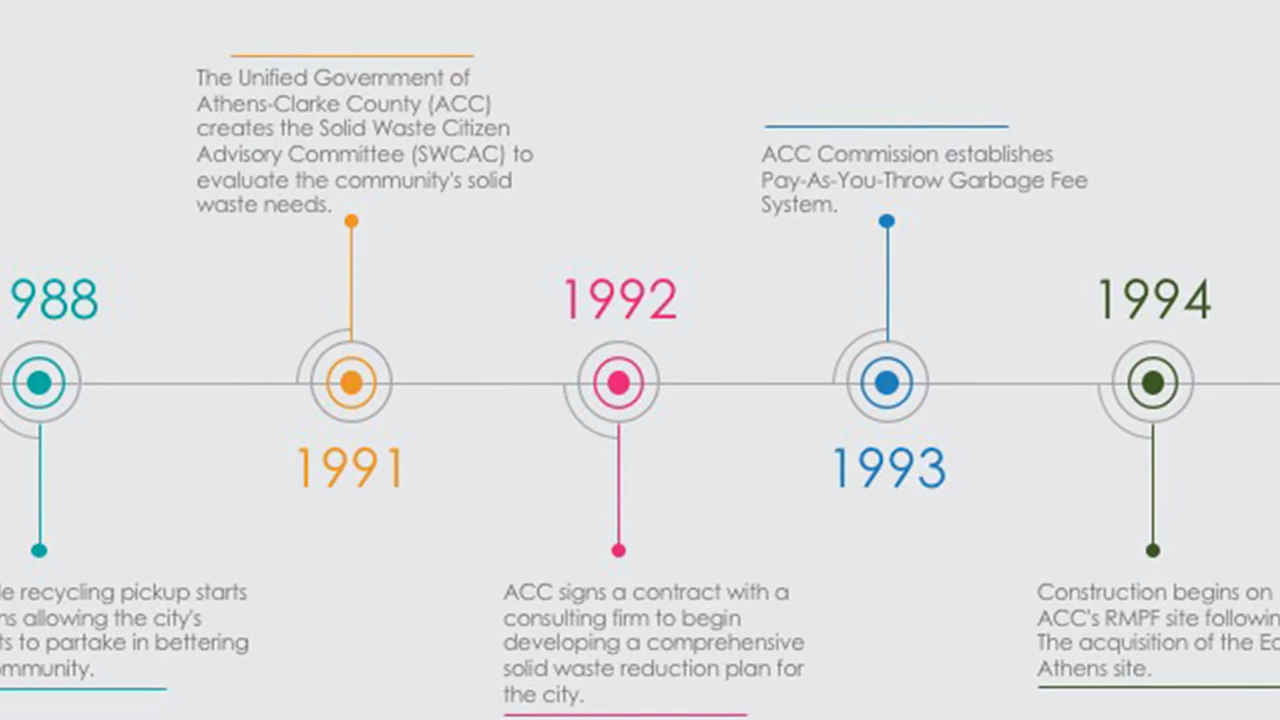 The Unified Government of
Athens-Clarke County (ACC)
creates the Solid Waste Citizen
Advisory Committee (SWCAC) to
evaluate the community's solid
waste needs.
ACC Commission establishes
Pay-As-You-Throw Garbage Fee
System.
988
1992
1994
1991
1993
recycling pickup starts
allowing the city's
to partake in bettering
ommunity.
ACC signs a contract with a
consulting firm to begin
developing a comprehensive
solid waste reduction plan for
the city.
Construction begins on
ACC's RMPF site followin
The acquisition of the Ea
Athens site.